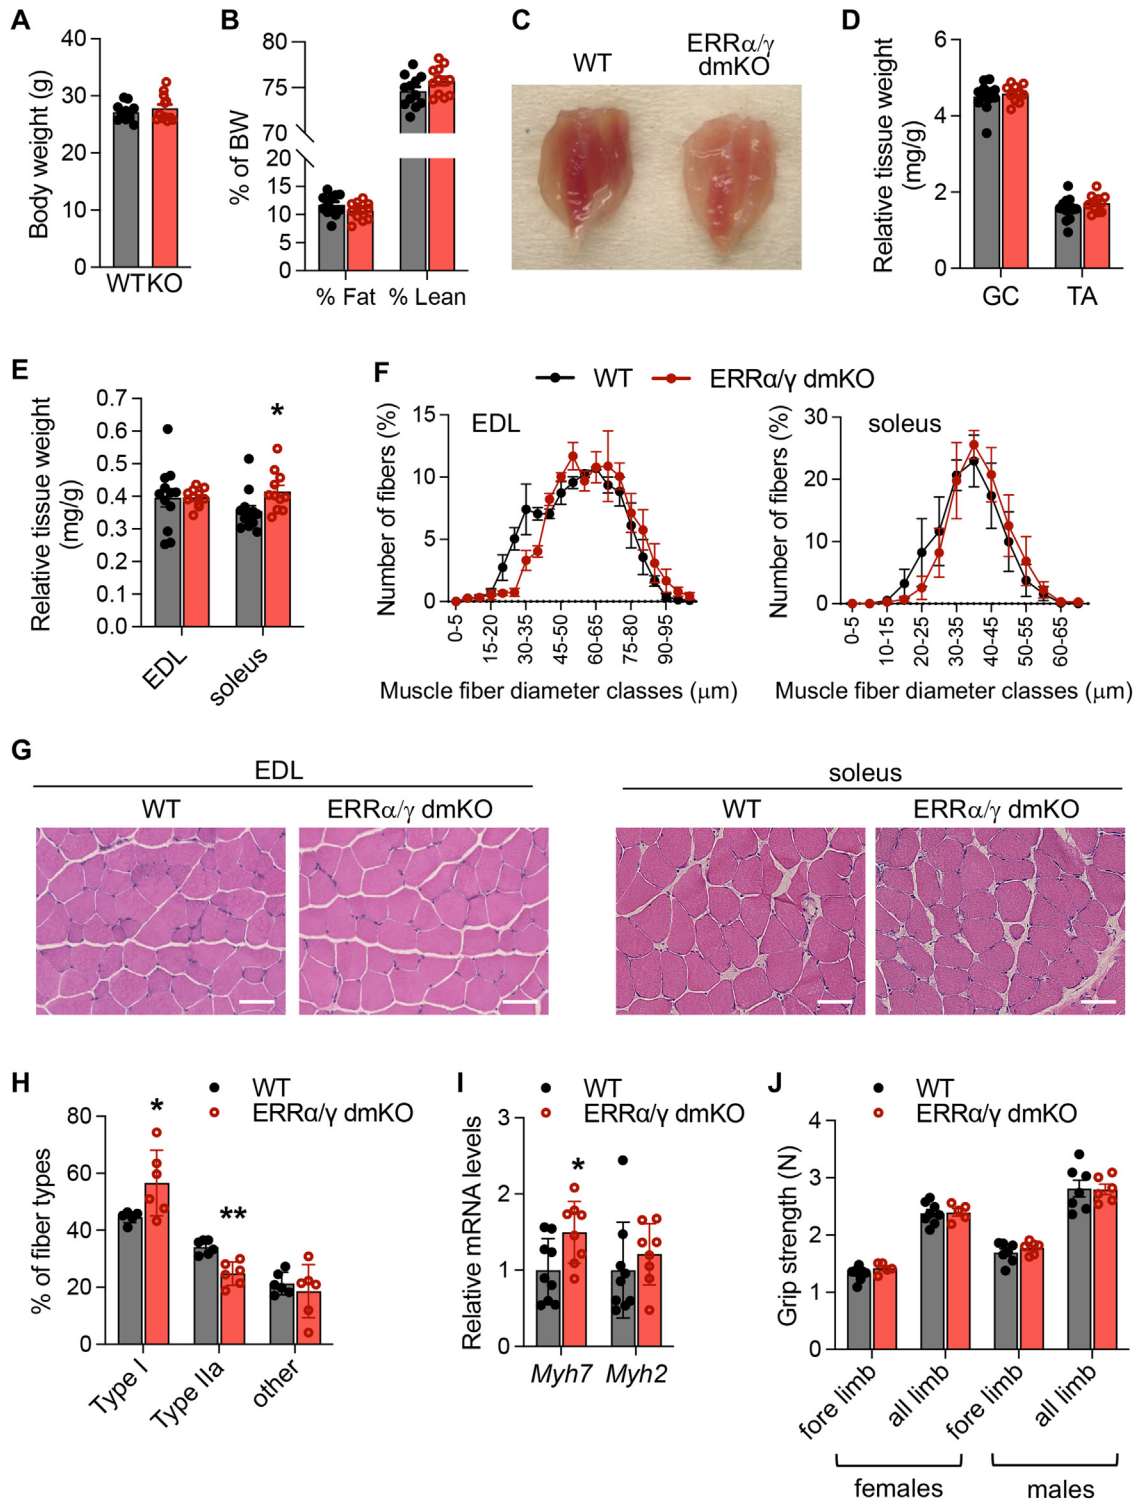 A
Body weight (g)
40
30
20
10
0
WT KO
B
% of BW
80
75
70
20
15
10
5
0
% Fat
% Lean
C
WT
ERRα/γ
dmKO
D
Relative tissue weight
(mg/g)
6
4
2
0
GC
TA
E
Relative tissue weight
(mg/g)
0.7
0.6
0.5
0.4
0.3
0.2
0.1
0.0
*
EDL
soleus
F
WT
ERRα/γ dmKO
Number of fibers (%)
15
10
5
0
EDL
0-5
15-20
30-35
45-50
60-65
75-80
90-95
Muscle fiber diameter classes (μm)
Number of fibers (%)
30
20
10
0
soleus
0-5
10-15
20-25
30-35
40-45
50-55
60-65
Muscle fiber diameter classes (μm)
G
EDL
WT
ERRα/γ dmKO
soleus
WT
ERRα/γ dmKO
H
WT
ERRα/γ dmKO
% of fiber types
80
60
40
20
0
*
**
Type I
Type IIa
other
I
WT
ERRα/γ dmKO
Relative mRNA levels
3
2
1
0
*
Myh7
Myh2
J
WT
ERRα/γ dmKO
Grip strength (N)
4
3
2
1
0
fore limb
all limb
fore limb
all limb
females
males